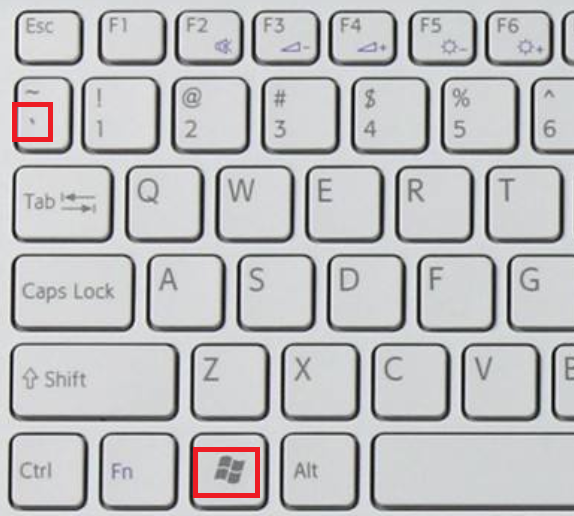 Esc F1 F2 F3 F4 F5 F6
~ ! @ # $ % ^
` 1 2 3 4 5 6
Tab Q W E R T
Caps Lock A S D F G
Shift Z X C V
Ctrl Fn Alt